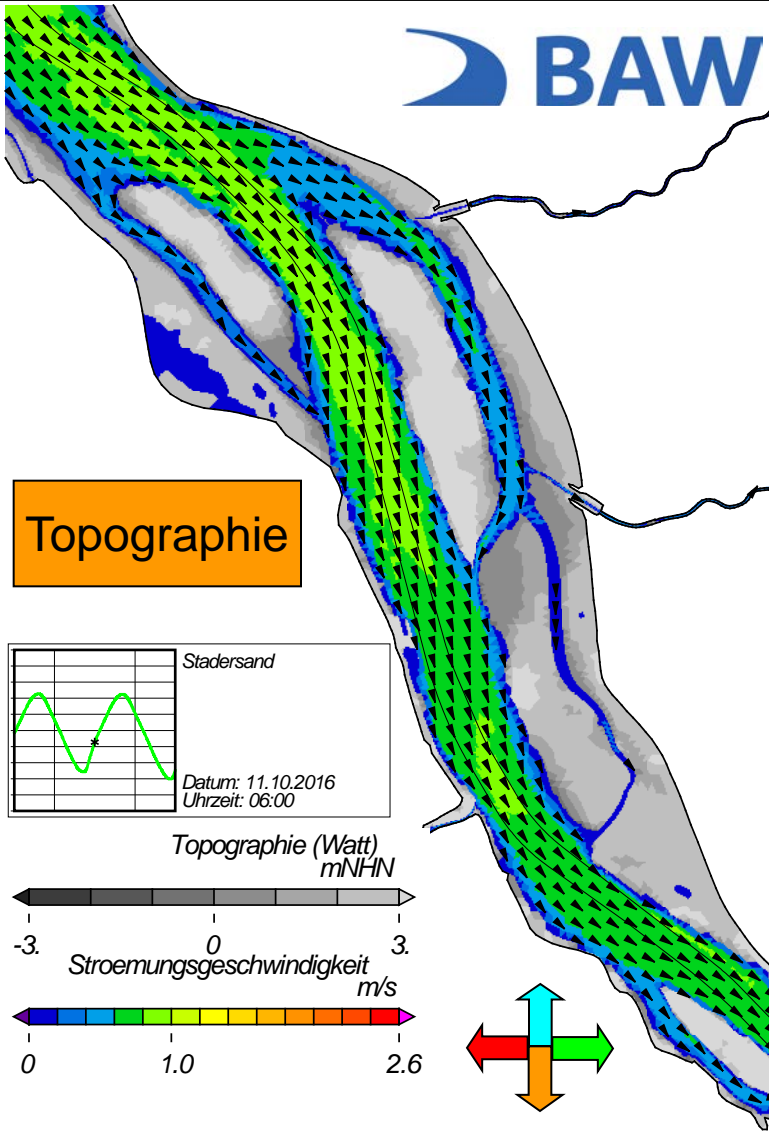 BAW
Topographie
Stadersand
Datum: 11.10.2016
Uhrzeit: 06:00
Topographie (Watt)
mNHN
-3. 0 3.
Stroemungsgeschwindigkeit
m/s
0 1.0 2.6